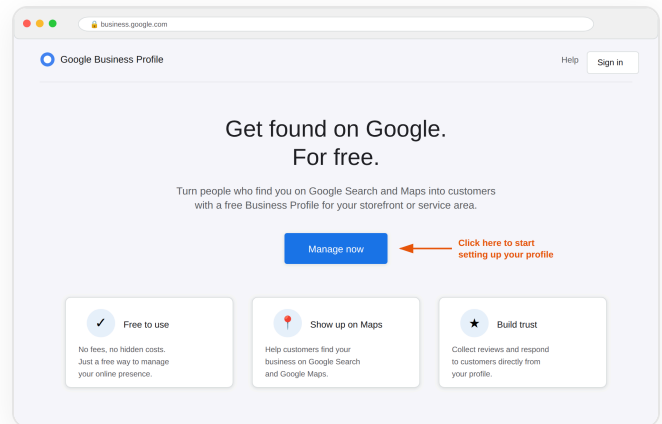 business.google.com
Google Business Profile
Help
Sign in
Get found on Google.
For free.
Turn people who find you on Google Search and Maps into customers
with a free Business Profile for your storefront or service area.
Manage now
Click here to start
setting up your profile
Free to use
No fees, no hidden costs.
Just a free way to manage
your online presence.
Show up on Maps
Help customers find your
business on Google Search
and Google Maps.
Build trust
Collect reviews and respond
to customers directly from
your profile.